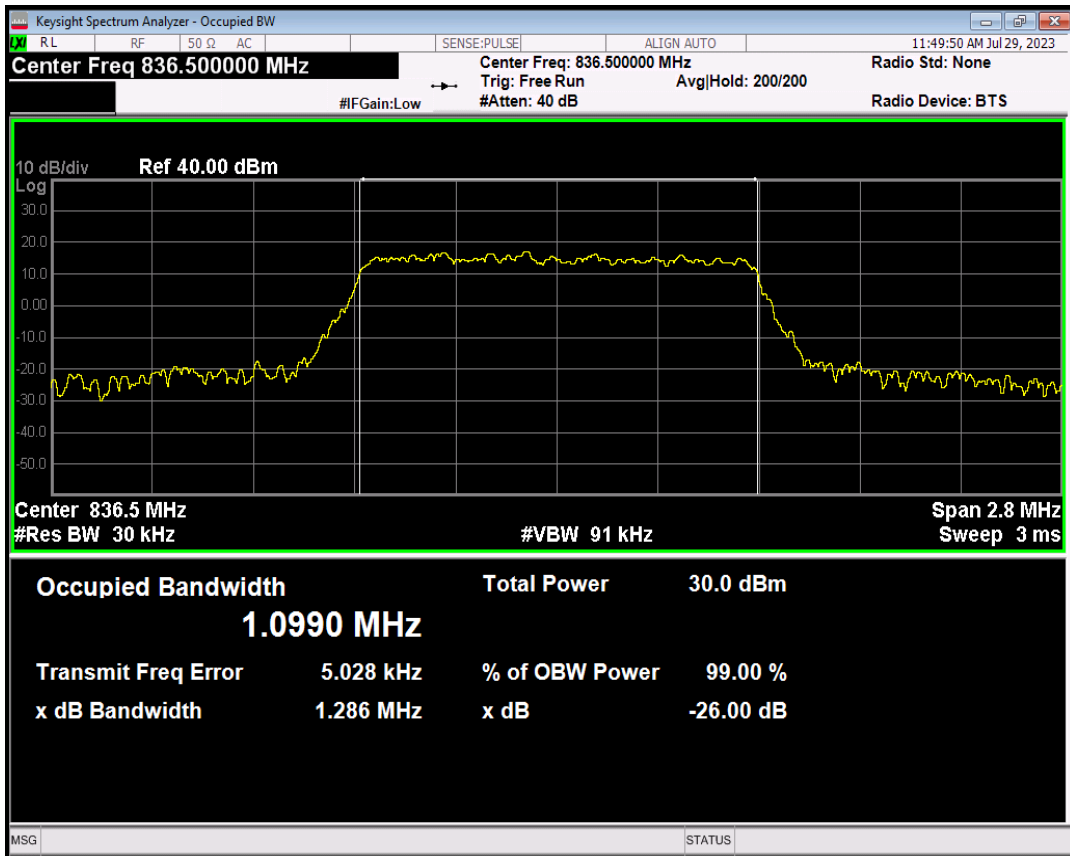 Keysight Spectrum Analyzer - Occupied BW
LXI RL RF 50 Ω AC SENSE:PULSE ALIGN AUTO 11:49:50 AM Jul 29, 2023
Center Freq 836.500000 MHz Center Freq: 836.500000 MHz Radio Std: None
Trig: Free Run Avg|Hold: 200/200
#IFGain:Low #Atten: 40 dB Radio Device: BTS
10 dB/div Ref 40.00 dBm
Log
30.0
20.0
10.0
0.00
-10.0
-20.0
-30.0
-40.0
-50.0
Center 836.5 MHz Span 2.8 MHz
#Res BW 30 kHz #VBW 91 kHz Sweep 3 ms
Occupied Bandwidth Total Power 30.0 dBm
1.0990 MHz
Transmit Freq Error 5.028 kHz % of OBW Power 99.00 %
x dB Bandwidth 1.286 MHz x dB -26.00 dB
MSG STATUS